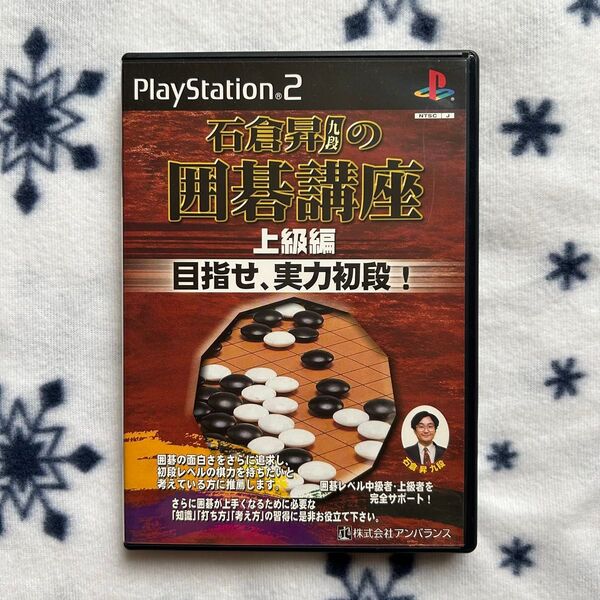 PlayStation®2
NTSC J
石倉昇九段の
囲碁講座
上級編
目指せ、実力初段!
石倉 昇 九段
囲碁の面白さをさらに追求し、
初段レベルの棋力を持ちたいと
考えている方に推薦します。
囲碁レベル中級者・上級者を
完全サポート!
さらに囲碁が上手くなるために必要な
「知識」「打ち方」「考え方」の習得に是非お役立て下さい。
株式会社アンバランス